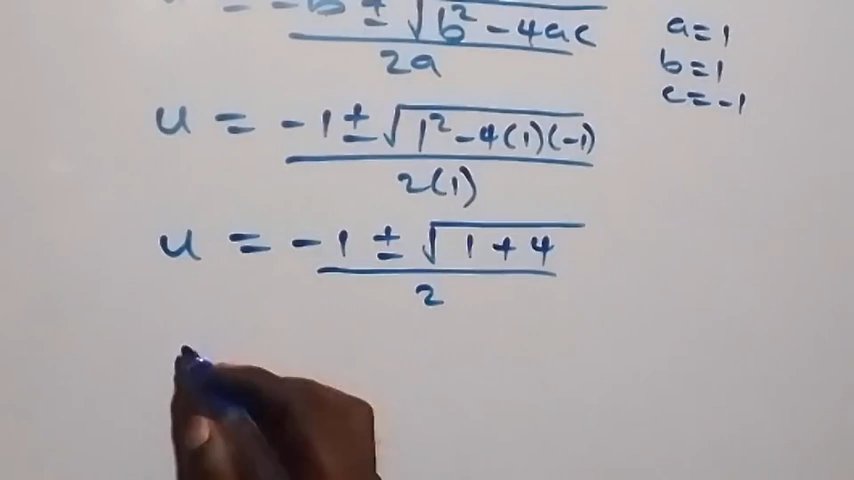 u = -b ± √b² - 4ac
2a
a = 1
b = 1
c = -1
u = -1 ± √1² - 4(1)(-1)
2(1)
u = -1 ± √1 + 4
2